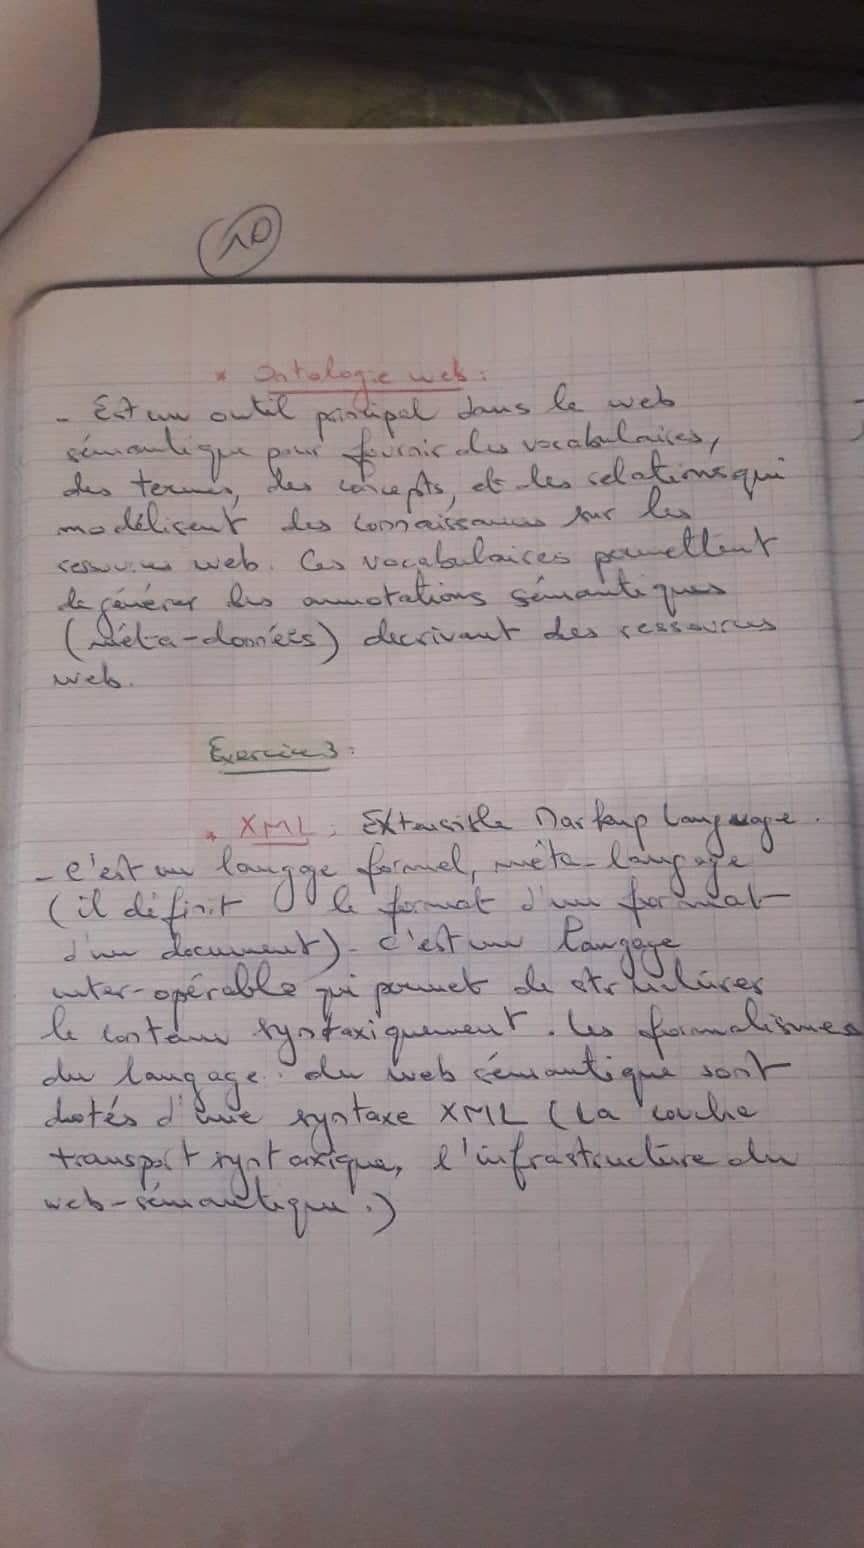 10
* Ontologie web :
- Est un outil principal dans le web
sémantique pour fournir des vocabulaires,
des termes, des concepts, et les relations qui
modélisent des connaissances sur les
ressources web. Ces vocabulaires permettent
de générer les annotations sémantiques
(Méta-données) decrivant des ressources
web.
Exercice 3 :
* XML : Extensible Markup Language.
- C'est un langge formel, méta-langage
(il définit le format d'un format
d'un document). C'est un langage
inter-opérable qui permet de structurer
le contenu syntaxiquement. Les formalismes
du langage du web sémantique sont
dotés d'une syntaxe XML (La couche
transport syntaxique, l'infrastructure du
web-sémantique.)